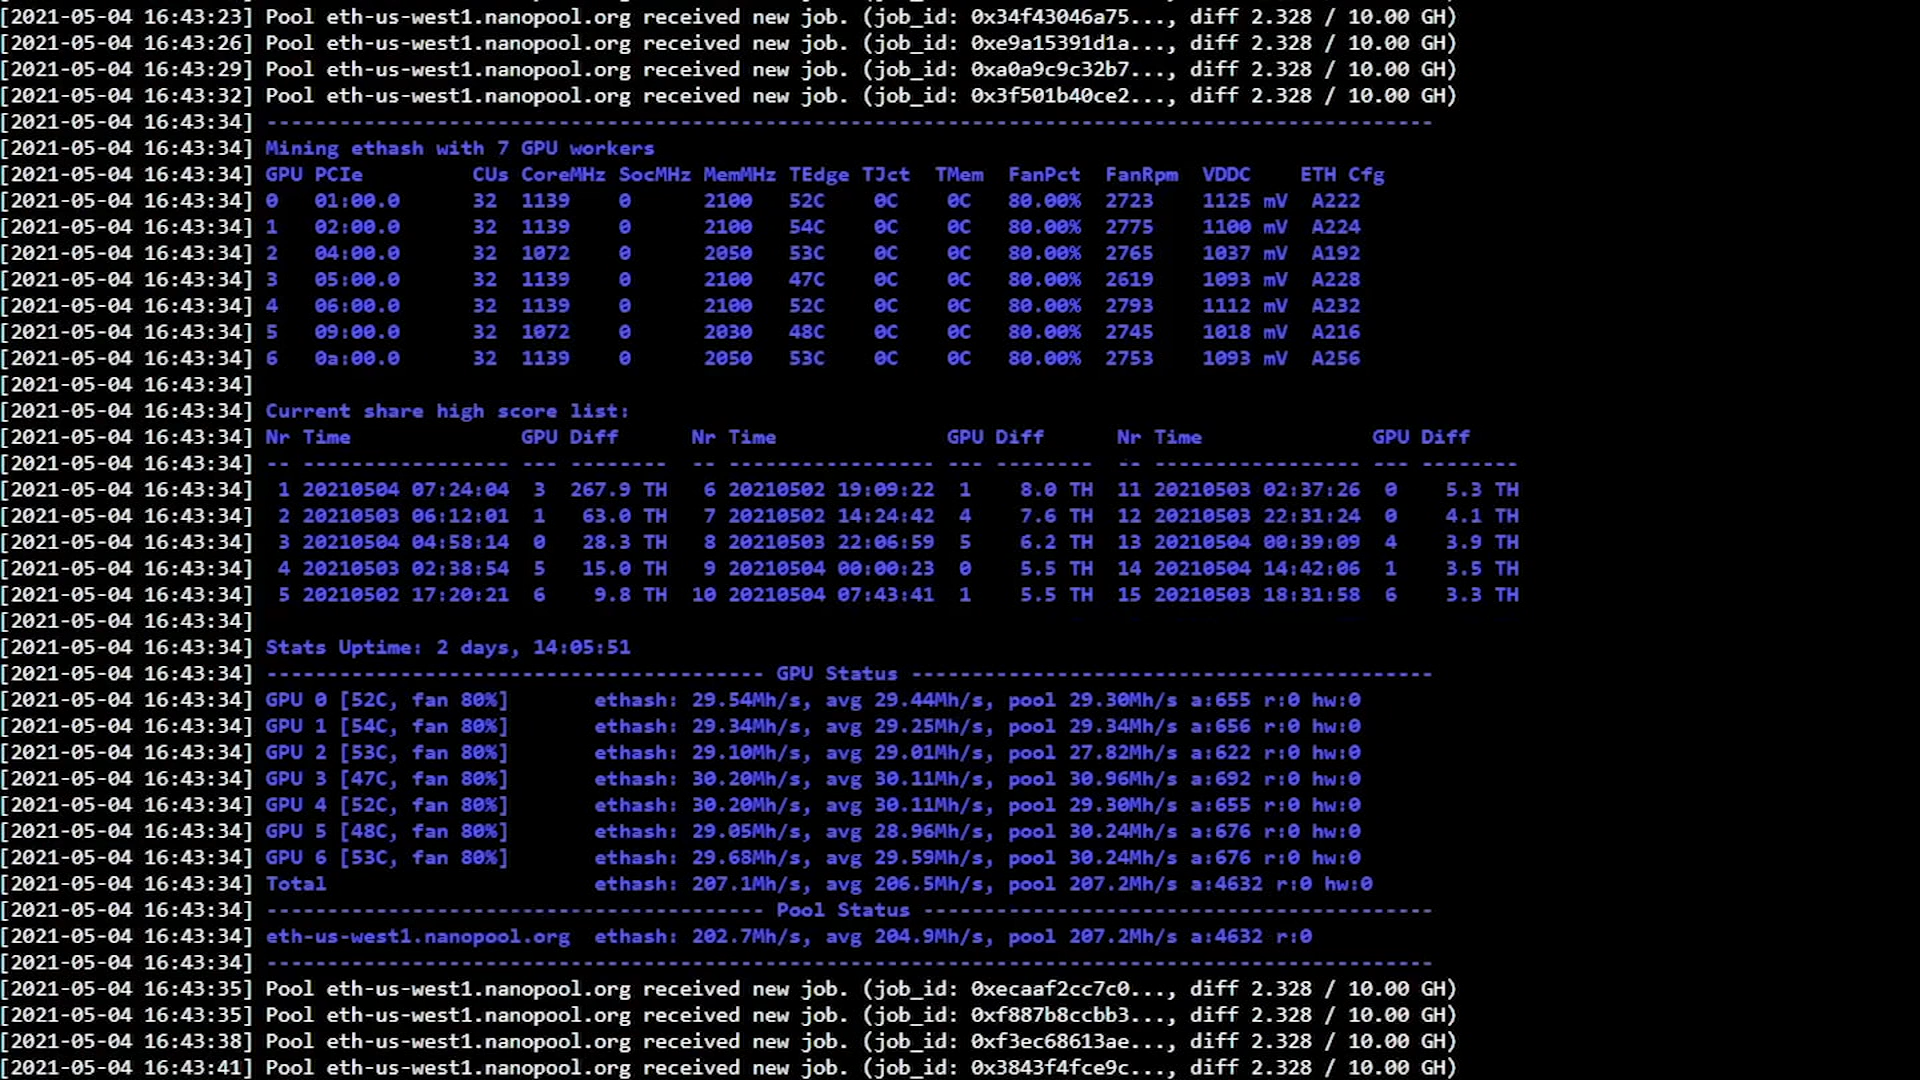 [2021-05-04 16:43:23] Pool eth-us-west1.nanopool.org received new job. (job_id: 0x34f43046a75..., diff 2.328 / 10.00 GH)
[2021-05-04 16:43:26] Pool eth-us-west1.nanopool.org received new job. (job_id: 0xe9a15391d1a..., diff 2.328 / 10.00 GH)
[2021-05-04 16:43:29] Pool eth-us-west1.nanopool.org received new job. (job_id: 0xa0a9c9c32b7..., diff 2.328 / 10.00 GH)
[2021-05-04 16:43:32] Pool eth-us-west1.nanopool.org received new job. (job_id: 0x3f501b40ce2..., diff 2.328 / 10.00 GH)
[2021-05-04 16:43:34] ------------------------------------------------------------------------------------------------
[2021-05-04 16:43:34] Mining ethash with 7 GPU workers
[2021-05-04 16:43:34] GPU PCIe CUs CoreMHz SocMHz MemMHz TEdge TJct TMem FanPct FanRpm VDDC ETH Cfg
[2021-05-04 16:43:34] 0 01:00.0 32 1139 0 2100 52C 0C 0C 80.00% 2723 1125 mV A222
[2021-05-04 16:43:34] 1 02:00.0 32 1139 0 2100 54C 0C 0C 80.00% 2775 1100 mV A224
[2021-05-04 16:43:34] 2 04:00.0 32 1072 0 2050 53C 0C 0C 80.00% 2765 1037 mV A192
[2021-05-04 16:43:34] 3 05:00.0 32 1139 0 2100 47C 0C 0C 80.00% 2619 1093 mV A228
[2021-05-04 16:43:34] 4 06:00.0 32 1139 0 2100 52C 0C 0C 80.00% 2793 1112 mV A232
[2021-05-04 16:43:34] 5 09:00.0 32 1072 0 2030 48C 0C 0C 80.00% 2745 1018 mV A216
[2021-05-04 16:43:34] 6 0a:00.0 32 1139 0 2050 53C 0C 0C 80.00% 2753 1093 mV A256
[2021-05-04 16:43:34]
[2021-05-04 16:43:34] Current share high score list:
[2021-05-04 16:43:34] Nr Time GPU Diff Nr Time GPU Diff Nr Time GPU Diff
[2021-05-04 16:43:34] -- ----------------- --- -------- -- ----------------- --- -------- -- ----------------- --- --------
[2021-05-04 16:43:34] 1 20210504 07:24:04 3 267.9 TH 6 20210502 19:09:22 1 8.0 TH 11 20210503 02:37:26 0 5.3 TH
[2021-05-04 16:43:34] 2 20210503 06:12:01 1 63.0 TH 7 20210502 14:24:42 4 7.6 TH 12 20210503 22:31:24 0 4.1 TH
[2021-05-04 16:43:34] 3 20210504 04:58:14 0 28.3 TH 8 20210503 22:06:59 5 6.2 TH 13 20210504 00:39:09 4 3.9 TH
[2021-05-04 16:43:34] 4 20210503 02:38:54 5 15.0 TH 9 20210504 00:00:23 0 5.5 TH 14 20210504 14:42:06 1 3.5 TH
[2021-05-04 16:43:34] 5 20210502 17:20:21 6 9.8 TH 10 20210504 07:43:41 1 5.5 TH 15 20210503 18:31:58 6 3.3 TH
[2021-05-04 16:43:34]
[2021-05-04 16:43:34] Stats Uptime: 2 days, 14:05:51
[2021-05-04 16:43:34] ----------------------------------------- GPU Status -------------------------------------------
[2021-05-04 16:43:34] GPU 0 [52C, fan 80%] ethash: 29.54Mh/s, avg 29.44Mh/s, pool 29.30Mh/s a:655 r:0 hw:0
[2021-05-04 16:43:34] GPU 1 [54C, fan 80%] ethash: 29.34Mh/s, avg 29.25Mh/s, pool 29.34Mh/s a:656 r:0 hw:0
[2021-05-04 16:43:34] GPU 2 [53C, fan 80%] ethash: 29.10Mh/s, avg 29.01Mh/s, pool 27.82Mh/s a:622 r:0 hw:0
[2021-05-04 16:43:34] GPU 3 [47C, fan 80%] ethash: 30.20Mh/s, avg 30.11Mh/s, pool 30.96Mh/s a:692 r:0 hw:0
[2021-05-04 16:43:34] GPU 4 [52C, fan 80%] ethash: 30.20Mh/s, avg 30.11Mh/s, pool 29.30Mh/s a:655 r:0 hw:0
[2021-05-04 16:43:34] GPU 5 [48C, fan 80%] ethash: 29.05Mh/s, avg 28.96Mh/s, pool 30.24Mh/s a:676 r:0 hw:0
[2021-05-04 16:43:34] GPU 6 [53C, fan 80%] ethash: 29.68Mh/s, avg 29.59Mh/s, pool 30.24Mh/s a:676 r:0 hw:0
[2021-05-04 16:43:34] Total ethash: 207.1Mh/s, avg 206.5Mh/s, pool 207.2Mh/s a:4632 r:0 hw:0
[2021-05-04 16:43:34] ----------------------------------------- Pool Status ------------------------------------------
[2021-05-04 16:43:34] eth-us-west1.nanopool.org ethash: 202.7Mh/s, avg 204.9Mh/s, pool 207.2Mh/s a:4632 r:0
[2021-05-04 16:43:34] ------------------------------------------------------------------------------------------------
[2021-05-04 16:43:35] Pool eth-us-west1.nanopool.org received new job. (job_id: 0xecaaf2cc7c0..., diff 2.328 / 10.00 GH)
[2021-05-04 16:43:35] Pool eth-us-west1.nanopool.org received new job. (job_id: 0xf887b8ccbb3..., diff 2.328 / 10.00 GH)
[2021-05-04 16:43:38] Pool eth-us-west1.nanopool.org received new job. (job_id: 0xf3ec68613ae..., diff 2.328 / 10.00 GH)
[2021-05-04 16:43:41] Pool eth-us-west1.nanopool.org received new job. (job_id: 0x3843f4fce9c..., diff 2.328 / 10.00 GH)